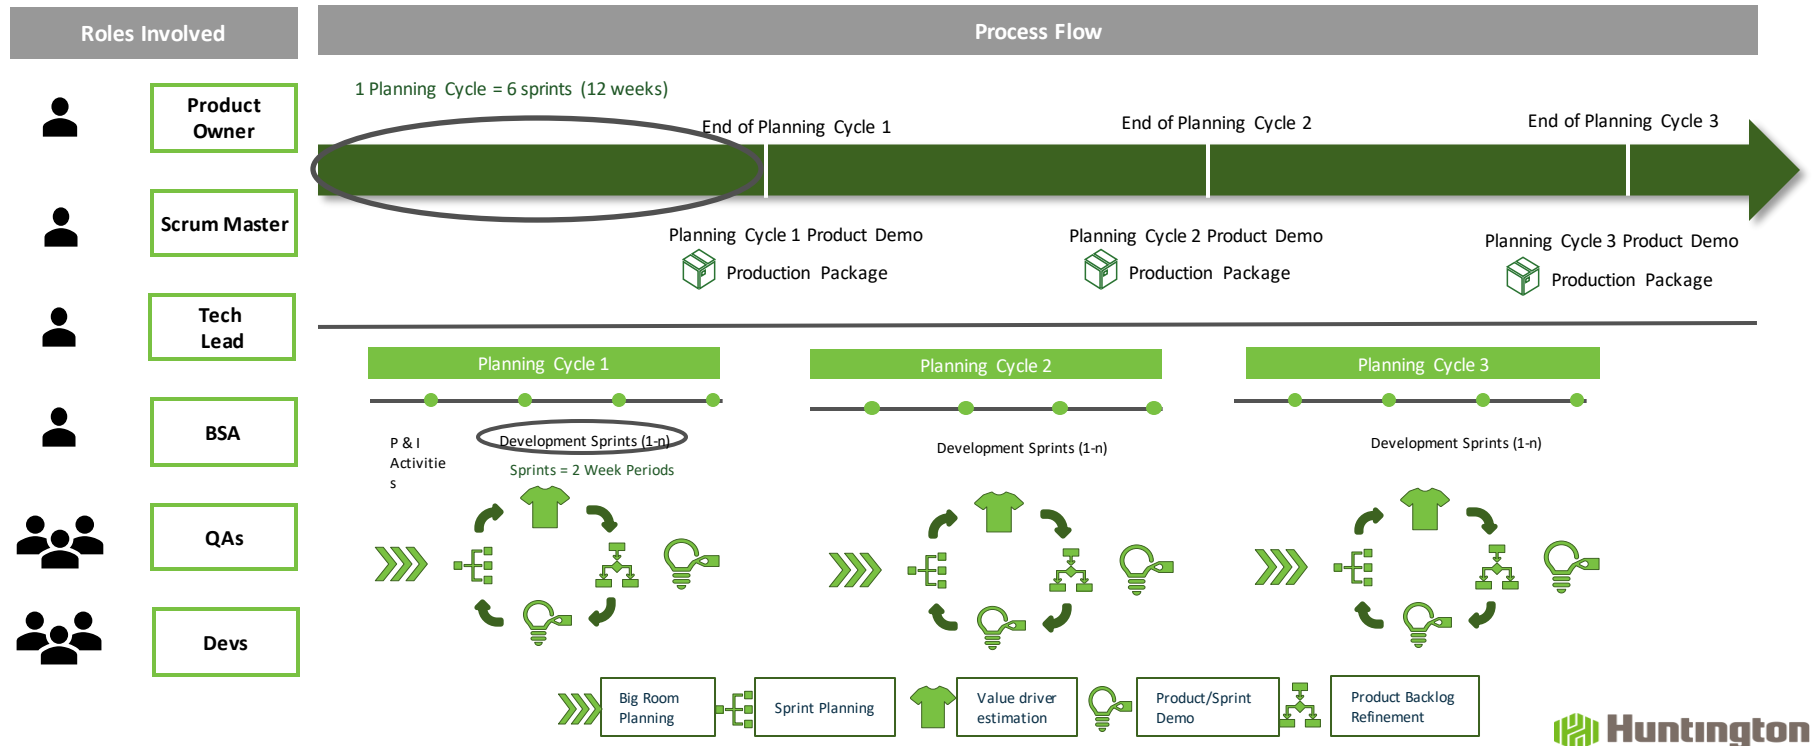 Roles Involved
Process Flow
Product
Owner
Scrum Master
Tech
Lead
BSA
QAs
Devs
1 Planning Cycle = 6 sprints (12 weeks)
End of Planning Cycle 1
End of Planning Cycle 2
End of Planning Cycle 3
Planning Cycle 1 Product Demo
Production Package
Planning Cycle 2 Product Demo
Production Package
Planning Cycle 3 Product Demo
Production Package
Planning Cycle 1
Planning Cycle 2
Planning Cycle 3
P & I
Activitie
s
Development Sprints (1-n)
Sprints = 2 Week Periods
Development Sprints (1-n)
Development Sprints (1-n)
Big Room
Planning
Sprint Planning
Value driver
estimation
Product/Sprint
Demo
Product Backlog
Refinement
Huntington